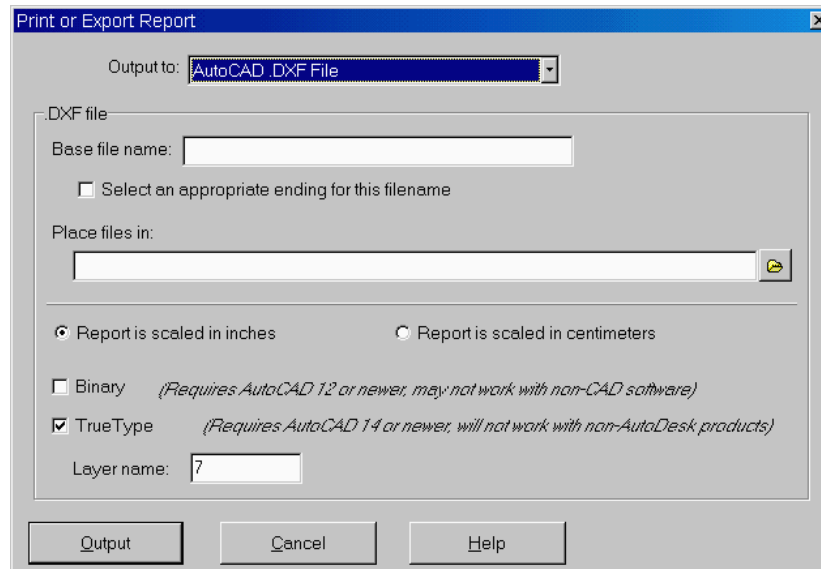 Print or Export Report
Output to: AutoCAD .DXF File
.DXF file
Base file name:
Select an appropriate ending for this filename
Place files in:
Report is scaled in inches Report is scaled in centimeters
Binary (Requires AutoCAD 12 or newer, may not work with non-CAD software)
TrueType (Requires AutoCAD 14 or newer, will not work with non-AutoDesk products)
Layer name: 7
Output Cancel Help